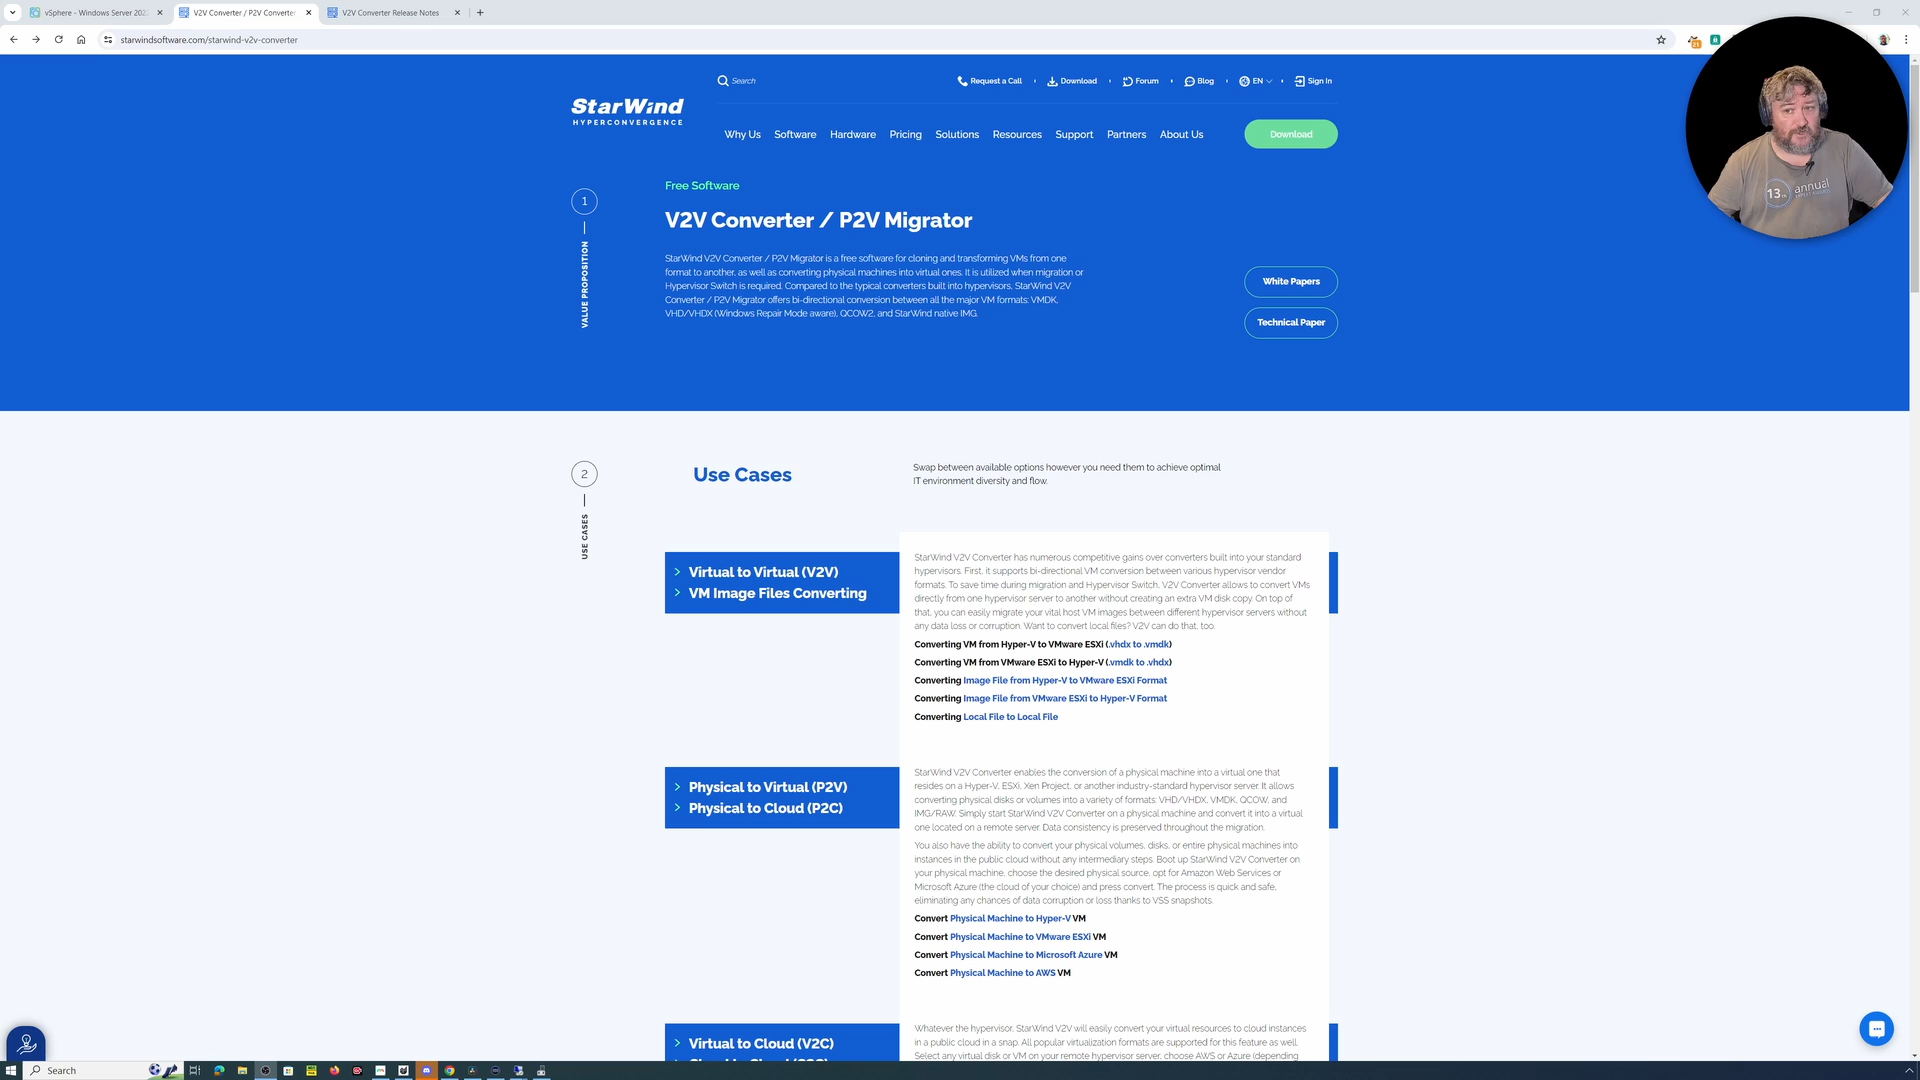 vSphere - Windows Server 202
V2V Converter / P2V Converter
V2V Converter Release Notes
starwindsoftware.com/starwind-v2v-converter
Search
Request a Call
Download
Forum
Blog
EN
Sign In
StarWind
HYPERCONVERGENCE
Why Us
Software
Hardware
Pricing
Solutions
Resources
Support
Partners
About Us
Download
1
VALUE PROPOSITION
Free Software
V2V Converter / P2V Migrator
StarWind V2V Converter / P2V Migrator is a free software for cloning and transforming VMs from one
format to another, as well as converting physical machines into virtual ones. It is utilized when migration or
Hypervisor Switch is required. Compared to the typical converters built into hypervisors, StarWind V2V
Converter / P2V Migrator offers bi-directional conversion between all the major VM formats: VMDK,
VHD/VHDX (Windows Repair Mode aware), QCOW2, and StarWind native IMG.
White Papers
Technical Paper
13th annual
2
USE CASES
Use Cases
Swap between available options however you need them to achieve optimal
IT environment diversity and flow.
Virtual to Virtual (V2V)
VM Image Files Converting
StarWind V2V Converter has numerous competitive gains over converters built into your standard
hypervisors. First, it supports bi-directional VM conversion between various hypervisor vendor
formats. To save time during migration and Hypervisor Switch, V2V Converter allows to convert VMs
directly from one hypervisor server to another without creating an extra VM disk copy. On top of
that, you can easily migrate your vital host VM images between different hypervisor servers without
any data loss or corruption. Want to convert local files? V2V can do that, too.
Converting VM from Hyper-V to VMware ESXi (.vhdx to .vmdk)
Converting VM from VMware ESXi to Hyper-V (.vmdk to .vhdx)
Converting Image File from Hyper-V to VMware ESXi Format
Converting Image File from VMware ESXi to Hyper-V Format
Converting Local File to Local File
Physical to Virtual (P2V)
Physical to Cloud (P2C)
StarWind V2V Converter enables the conversion of a physical machine into a virtual one that
resides on a Hyper-V, ESXi, Xen Project, or another industry-standard hypervisor server. It allows
converting physical disks or volumes into a variety of formats: VHD/VHDX, VMDK, QCOW, and
IMG/RAW. Simply start StarWind V2V Converter on a physical machine and convert it into a virtual
one located on a remote server. Data consistency is preserved throughout the migration.
You also have the ability to convert your physical volumes, disks, or entire physical machines into
instances in the public cloud without any intermediary steps. Boot up StarWind V2V Converter on
your physical machine, choose the desired physical source, opt for Amazon Web Services or
Microsoft Azure (the cloud of your choice) and press convert. The process is quick and safe,
eliminating any chances of data corruption or loss thanks to VSS snapshots.
Convert Physical Machine to Hyper-V VM
Convert Physical Machine to VMware ESXi VM
Convert Physical Machine to Microsoft Azure VM
Convert Physical Machine to AWS VM
Virtual to Cloud (V2C)
Whatever the hypervisor, StarWind V2V will easily convert your virtual resources to cloud instances
in a public cloud in a snap. All popular virtualization formats are supported for this feature as well.
Select any virtual disk or VM on your remote hypervisor server, choose AWS or Azure (depending
Search